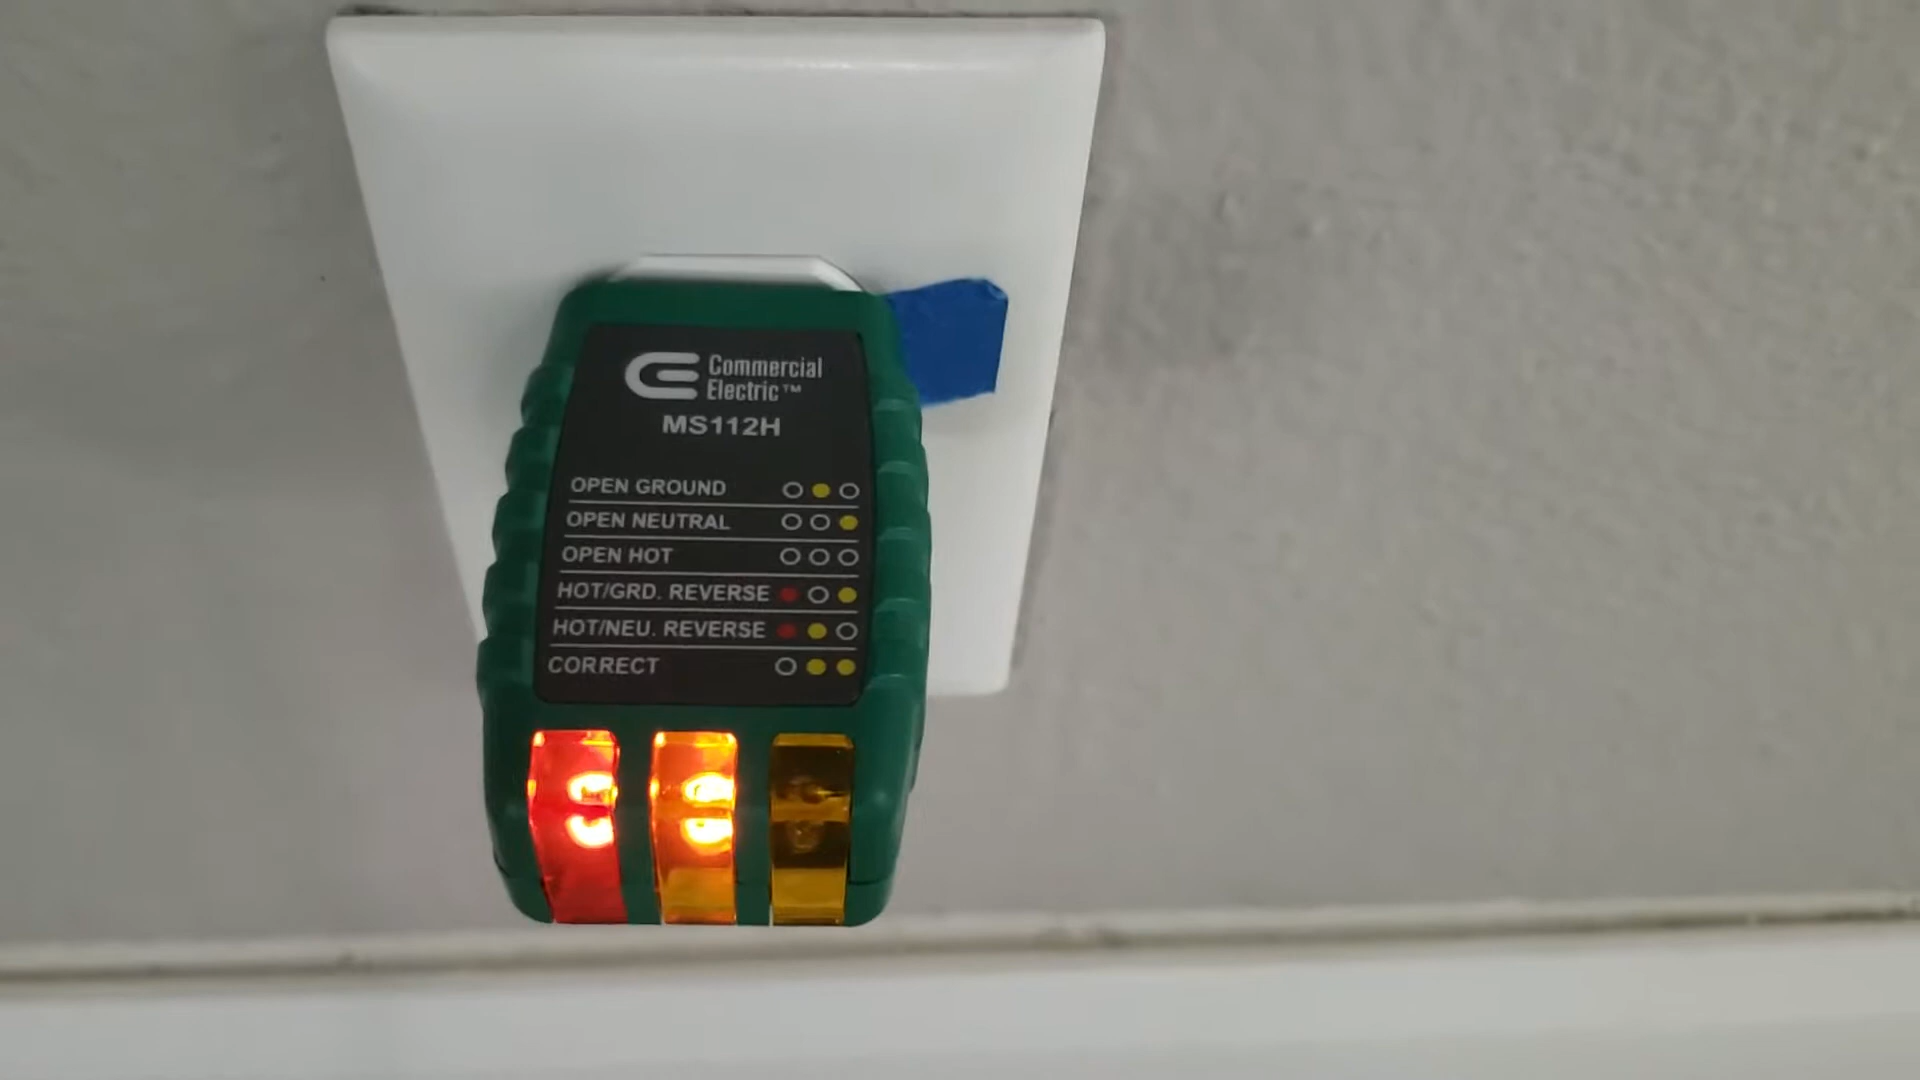 Commercial
Electric™
MS112H
OPEN GROUND
OPEN NEUTRAL
OPEN HOT
HOT/GRD. REVERSE
HOT/NEU. REVERSE
CORRECT